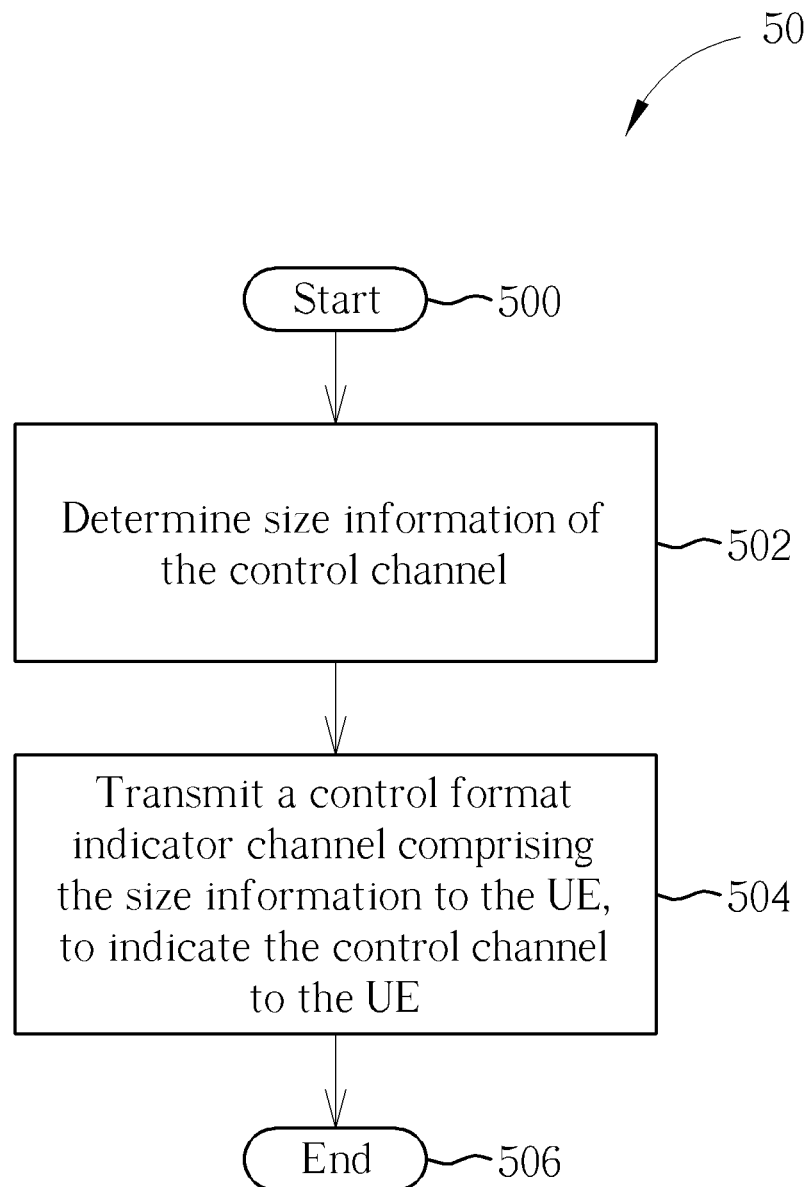 50
Start
500
Determine size information of
the control channel
502
Transmit a control format
indicator channel comprising
the size information to the UE,
to indicate the control channel
to the UE
504
End
506